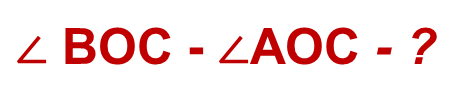 ∠ BOC - ∠AOC - ?